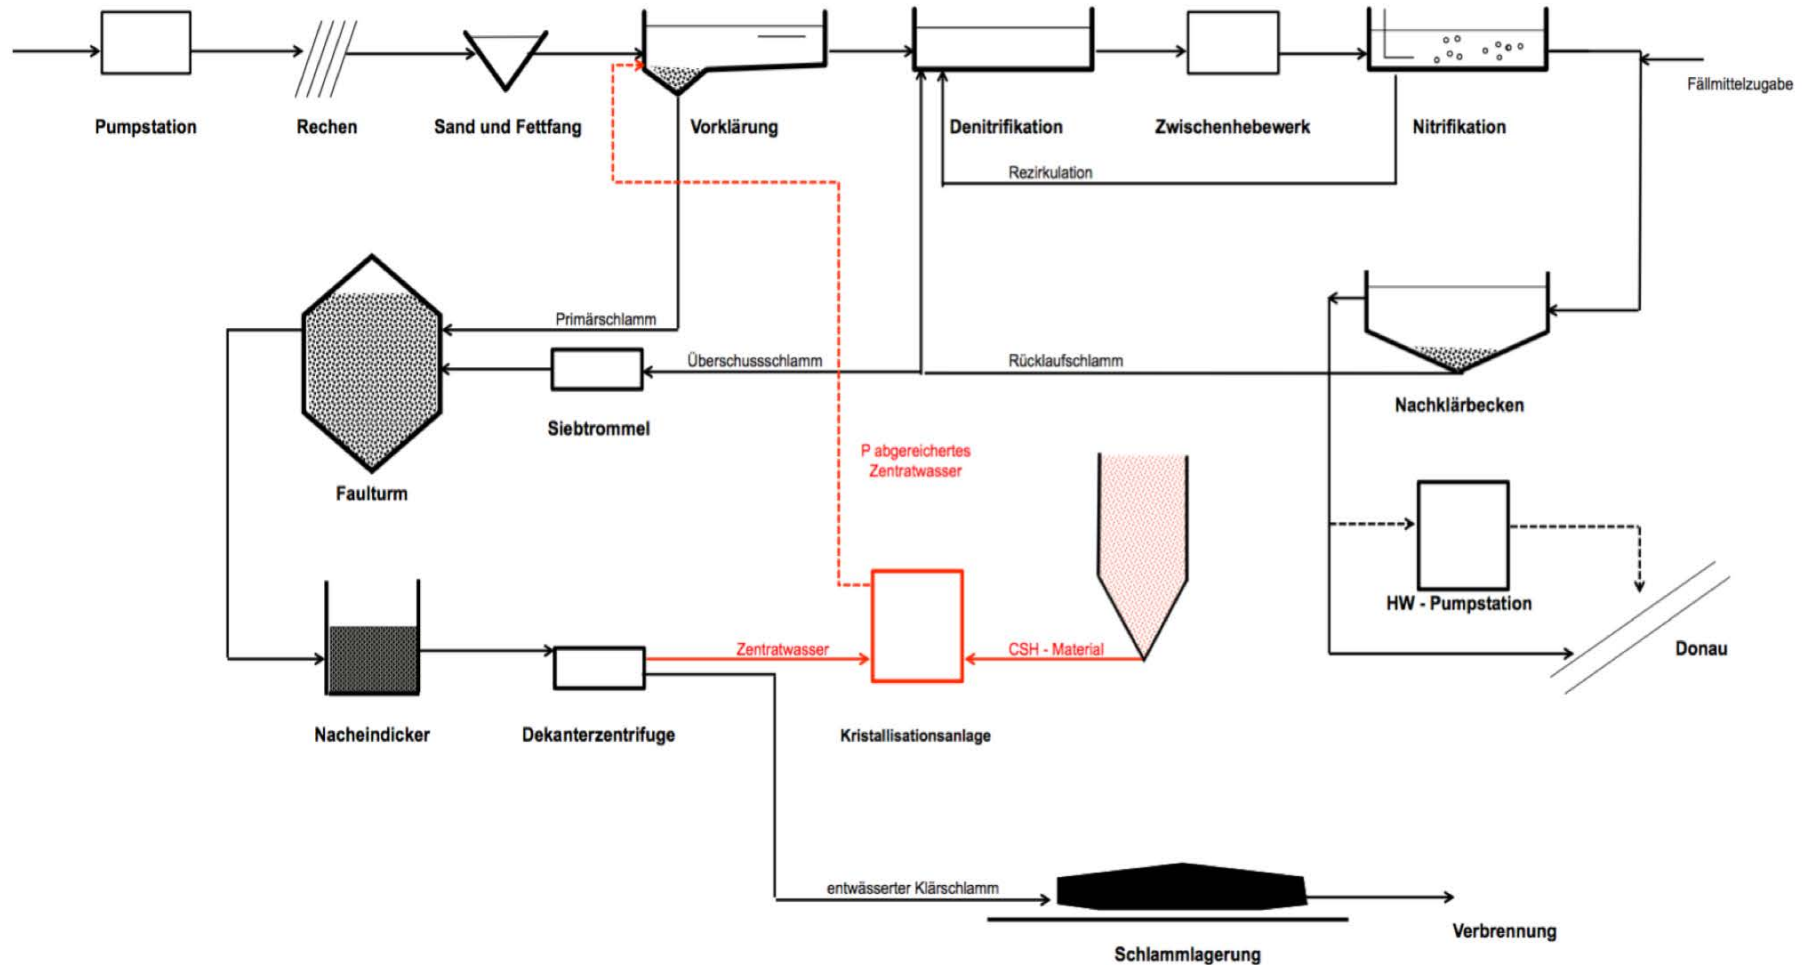 Fällmittelzugabe
Pumpstation
Rechen
Sand und Fettfang
Vorklärung
Denitrifikation
Zwischenhebewerk
Nitrifikation
Rezirkulation
Primärschlamm
Überschussschlamm
Rücklaufschlamm
Nachklärbecken
Siebtrommel
P abgereichertes
Zentratwasser
Faulturm
HW - Pumpstation
Zentratwasser
CSH - Material
Donau
Nacheindicker
Dekanterzentrifuge
Kristallisationsanlage
entwässerter Klärschlamm
Verbrennung
Schlammlagerung